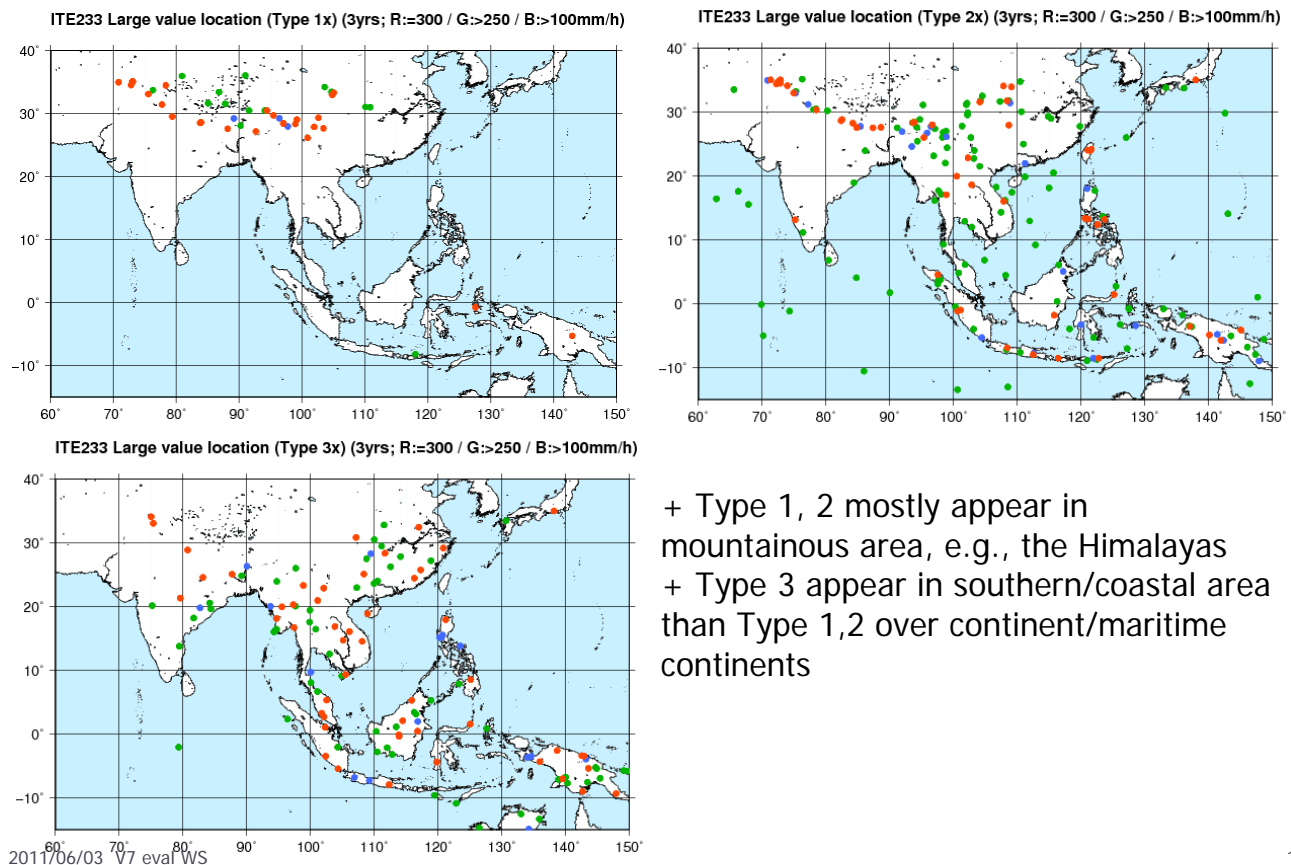 ITE233 Large value location (Type 1x) (3yrs; R:=300 / G:>250 / B:>100mm/h)
40˚
30˚
20˚
10˚
0˚
−10˚
60˚ 70˚ 80˚ 90˚ 100˚ 110˚ 120˚ 130˚ 140˚ 150˚
ITE233 Large value location (Type 2x) (3yrs; R:=300 / G:>250 / B:>100mm/h)
40˚
30˚
20˚
10˚
0˚
−10˚
60˚ 70˚ 80˚ 90˚ 100˚ 110˚ 120˚ 130˚ 140˚ 150˚
ITE233 Large value location (Type 3x) (3yrs; R:=300 / G:>250 / B:>100mm/h)
40˚
30˚
20˚
10˚
0˚
−10˚
60˚ 70˚ 80˚ 90˚ 100˚ 110˚ 120˚ 130˚ 140˚ 150˚
+ Type 1, 2 mostly appear in
mountainous area, e.g., the Himalayas
+ Type 3 appear in southern/coastal area
than Type 1,2 over continent/maritime
continents
2011/06/03 V7 eval WS